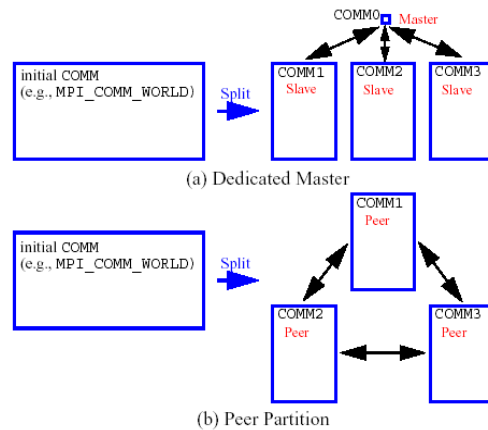 COMM0
Master
initial COMM
(e.g., MPI_COMM_WORLD)
Split
COMM1
Slave
COMM2
Slave
COMM3
Slave
(a) Dedicated Master
initial COMM
(e.g., MPI_COMM_WORLD)
Split
COMM1
Peer
COMM2
Peer
COMM3
Peer
(b) Peer Partition